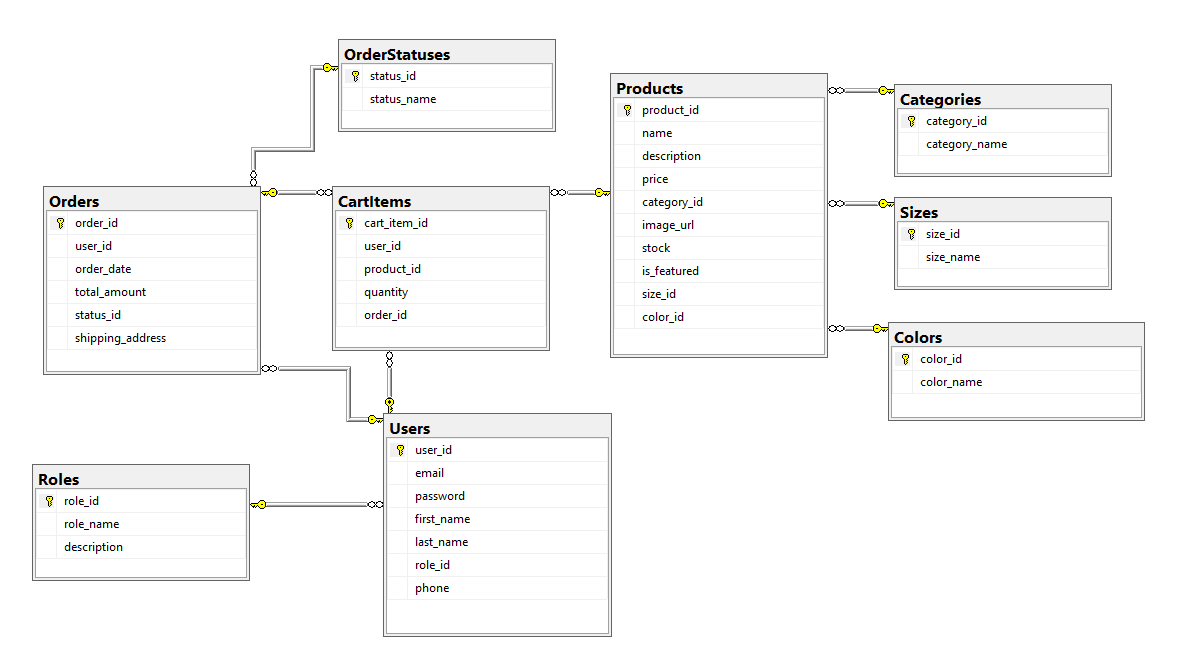 OrderStatuses
status_id
status_name
Products
product_id
name
description
price
category_id
image_url
stock
is_featured
size_id
color_id
Categories
category_id
category_name
Orders
order_id
user_id
order_date
total_amount
status_id
shipping_address
CartItems
cart_item_id
user_id
product_id
quantity
order_id
Sizes
size_id
size_name
Colors
color_id
color_name
Users
user_id
email
password
first_name
last_name
role_id
phone
Roles
role_id
role_name
description